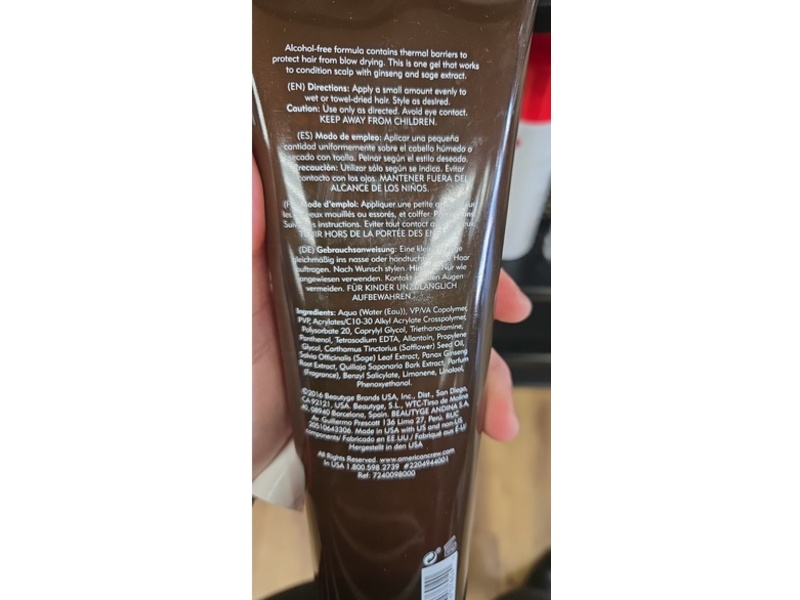 Alcohol-free formula contains thermal barriers to
protect hair from blow drying. This is one gel that works
to condition scalp with ginseng and sage extract.
(EN) Directions: Apply a small amount evenly to
wet or towel-dried hair. Style as desired.
Caution: Use only as directed. Avoid eye contact.
KEEP AWAY FROM CHILDREN.
(ES) Modo de empleo: Aplicar una pequeña
cantidad uniformemente sobre el cabello húmedo o
secado con toalla. Peinar según el estilo deseado.
Precaución: Utilizar sólo según se indica. Evitar
contacto con los ojos. MANTENER FUERA DEL
ALCANCE DE LOS NIÑOS.
Mode d'emploi: Appliquer une petite
mouillés ou essorés, et coiffer.
instructions. Eviter tout contact
TENIR HORS DE LA PORTÉE DES
(DE) Gebrauchsanweisung: Eine
gleichmäßig ins nasse oder Haar
auftragen. Nach Wunsch stylen. Nur wie
angewiesen verwenden. Kontakt Augen
vermeiden. FÜR KINDER UNZUGÄNGLICH
AUFBEWAHREN.
Ingredients: Aqua (Water (Eau)), VP/VA Copolymer,
PVP, Acrylates/C10-30 Alkyl Acrylate Crosspolymer,
Polysorbate 20, Caprylyl Glycol, Triethanolamine,
Panthenol, Tetrasodium EDTA, Allantoin, Propylene
Glycol, Carthamus Tinctorius (Safflower) Seed Oil,
Salvia Officinalis (Sage) Leaf Extract, Panax Ginseng
Root Extract, Quillaja Saponaria Bark Extract, Parfum
(Fragrance), Benzyl Salicylate, Limonene, Linalool,
Phenoxyethanol.
©2016 Beautyge Brands USA, Inc., Dist., San Diego,
CA 92121, USA. Beautyge, S.L., WTC-Tirso de Molina
40, 08940 Barcelona, Spain. BEAUTYGE ANDINA S.A.
Av Guillermo Prescott 136 Lima 27, Perú. RUC
20510643306. Made in USA with US and non US
components/ Fabricado en EE.UU./ Fabriqué aux E-U/
Hergestellt in den USA
All Rights Reserved. www.americancrew.com
In USA 1.800.598.2739 #2204944001
Ref: 7240098000